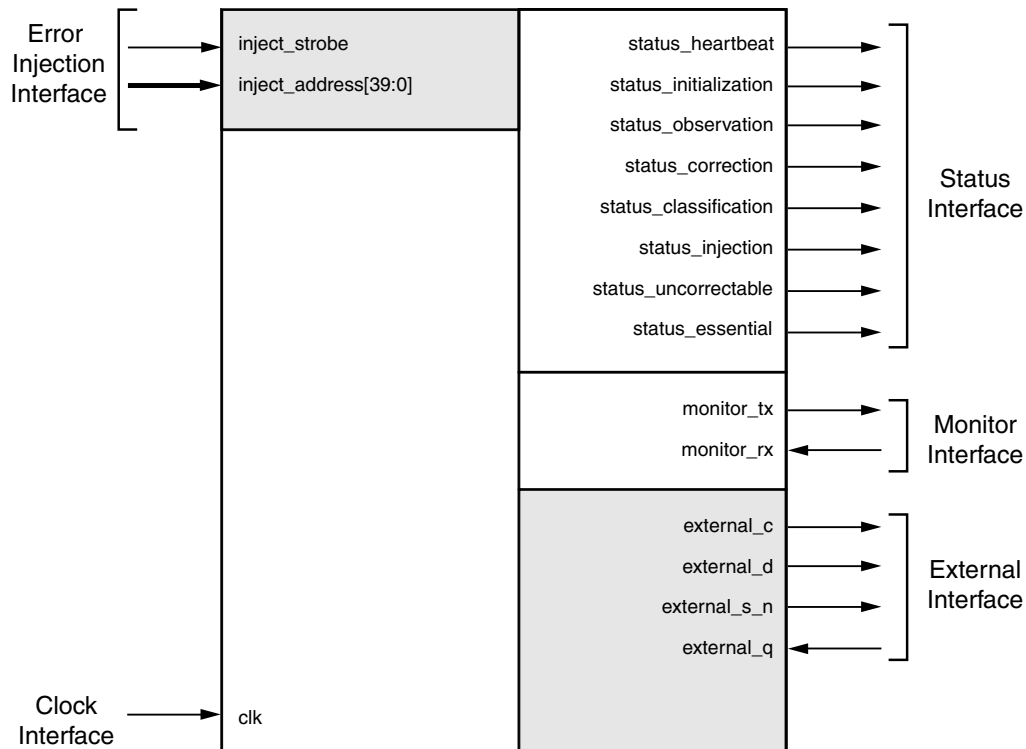 Error
Injection
Interface
inject_strobe
inject_address[39:0]
status_heartbeat
status_initialization
status_observation
status_correction
status_classification
status_injection
status_uncorrectable
status_essential
Status
Interface
monitor_tx
monitor_rx
Monitor
Interface
external_c
external_d
external_s_n
external_q
External
Interface
Clock
Interface
clk